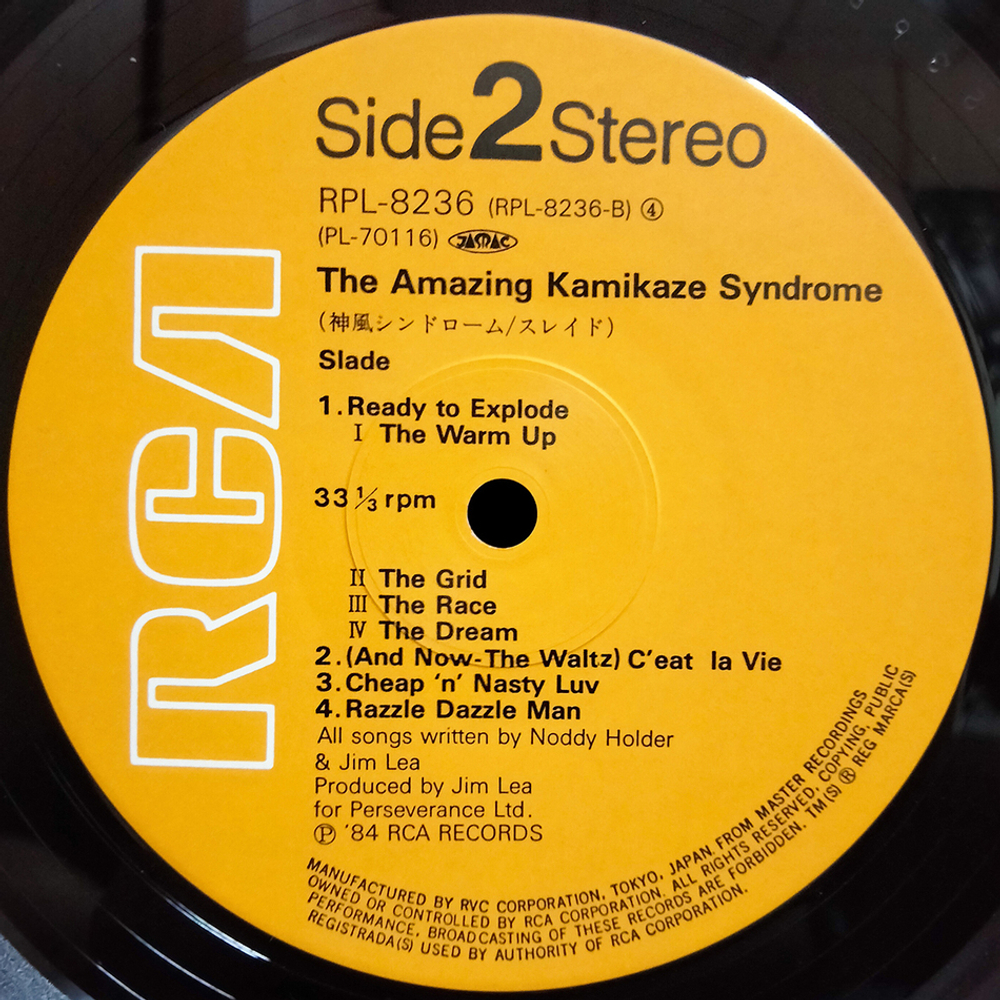 Side 2 Stereo
RPL-8236 (RPL-8236-B) ④
(PL-70116) JASRAC
The Amazing Kamikaze Syndrome
(神風シンドローム/スレイド)
Slade
1. Ready to Explode
I The Warm Up
33 1/3 rpm
II The Grid
III The Race
IV The Dream
2. (And Now-The Waltz) C'eat la Vie
3. Cheap 'n' Nasty Luv
4. Razzle Dazzle Man
All songs written by Noddy Holder
& Jim Lea
Produced by Jim Lea
for Perseverance Ltd.
Ⓟ '84 RCA RECORDS
RCA
MANUFACTURED BY RVC CORPORATION, TOKYO, JAPAN. FROM MASTER RECORDINGS
OWNED OR CONTROLLED BY RCA CORPORATION. ALL RIGHTS RESERVED, COPYING, PUBLIC
PERFORMANCE, BROADCASTING OF THESE RECORDS ARE FORBIDDEN. TM(S) ® REG MARCA(S)
REGISTRADA(S) USED BY AUTHORITY OF RCA CORPORATION.